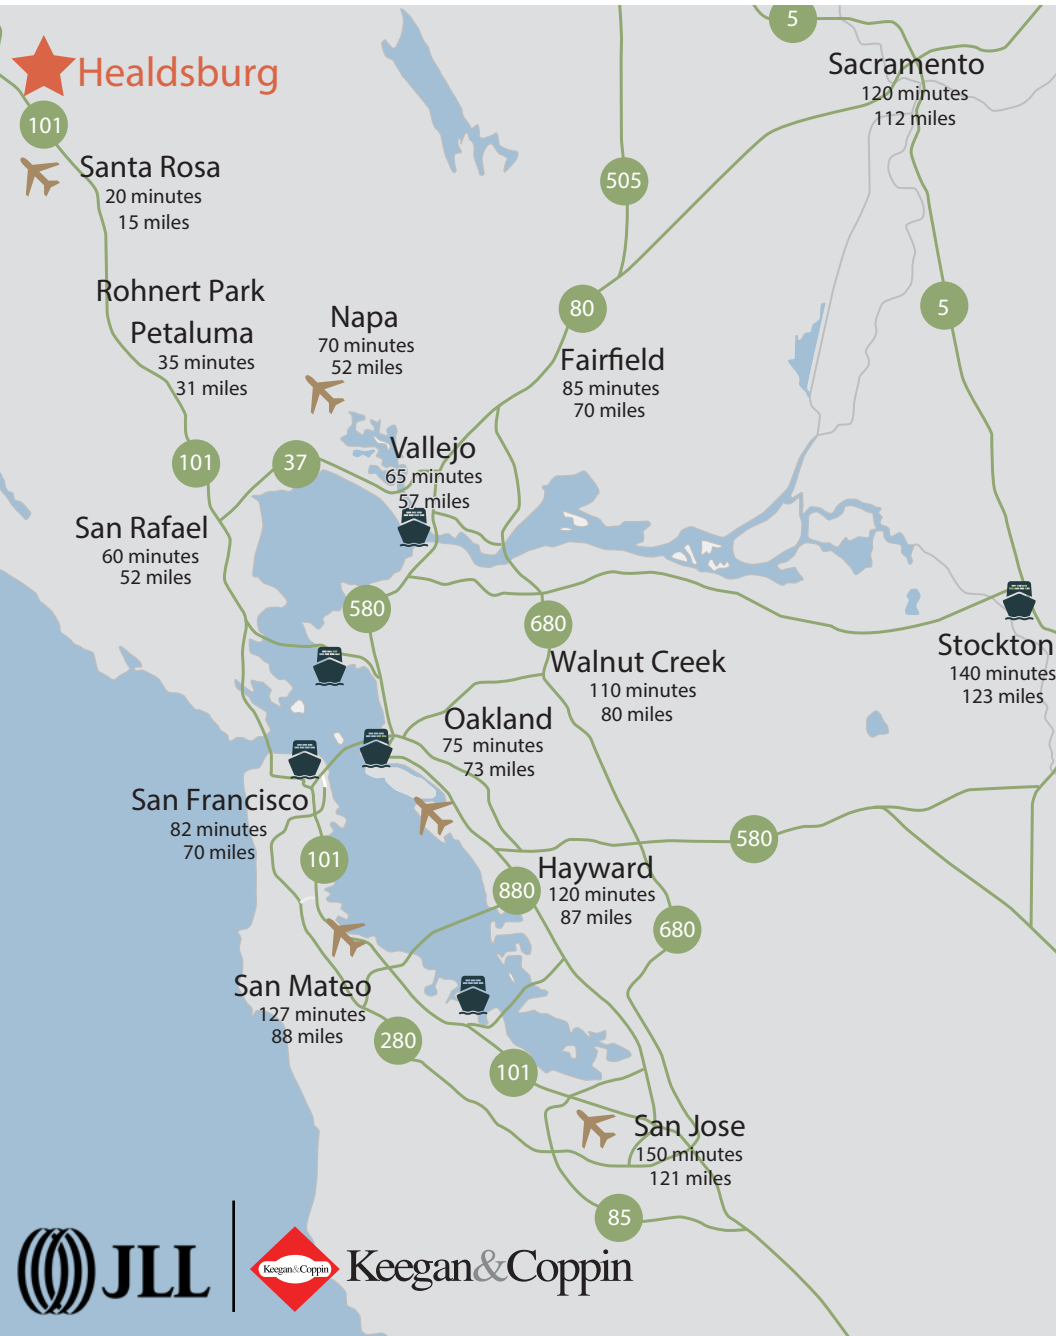 5
Sacramento
120 minutes
112 miles
Healdsburg
101
Santa Rosa
20 minutes
15 miles
505
Rohnert Park
Petaluma
35 minutes
31 miles
Napa
70 minutes
52 miles
80
5
Fairfield
85 minutes
70 miles
101
37
Vallejo
65 minutes
57 miles
San Rafael
60 minutes
52 miles
580
680
Walnut Creek
110 minutes
80 miles
Stockton
140 minutes
123 miles
Oakland
75 minutes
73 miles
San Francisco
82 minutes
70 miles
101
580
Hayward
120 minutes
87 miles
880
680
San Mateo
127 minutes
88 miles
280
101
San Jose
150 minutes
121 miles
85
JLL
Keegan&Coppin
Keegan&Coppin